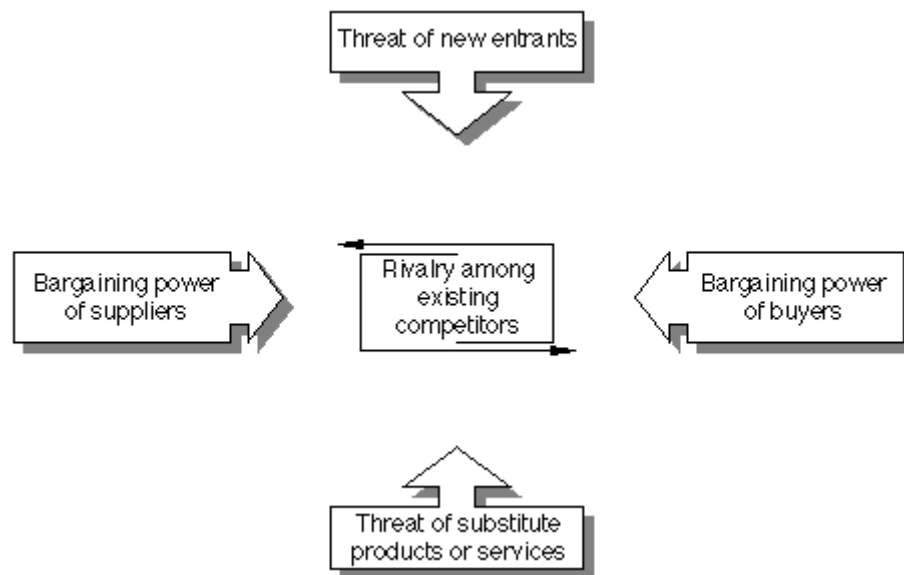 Threat of new entrants
Bargaining power
of suppliers
Rivalry among
existing
competitors
Bargaining power
of buyers
Threat of substitute
products or services